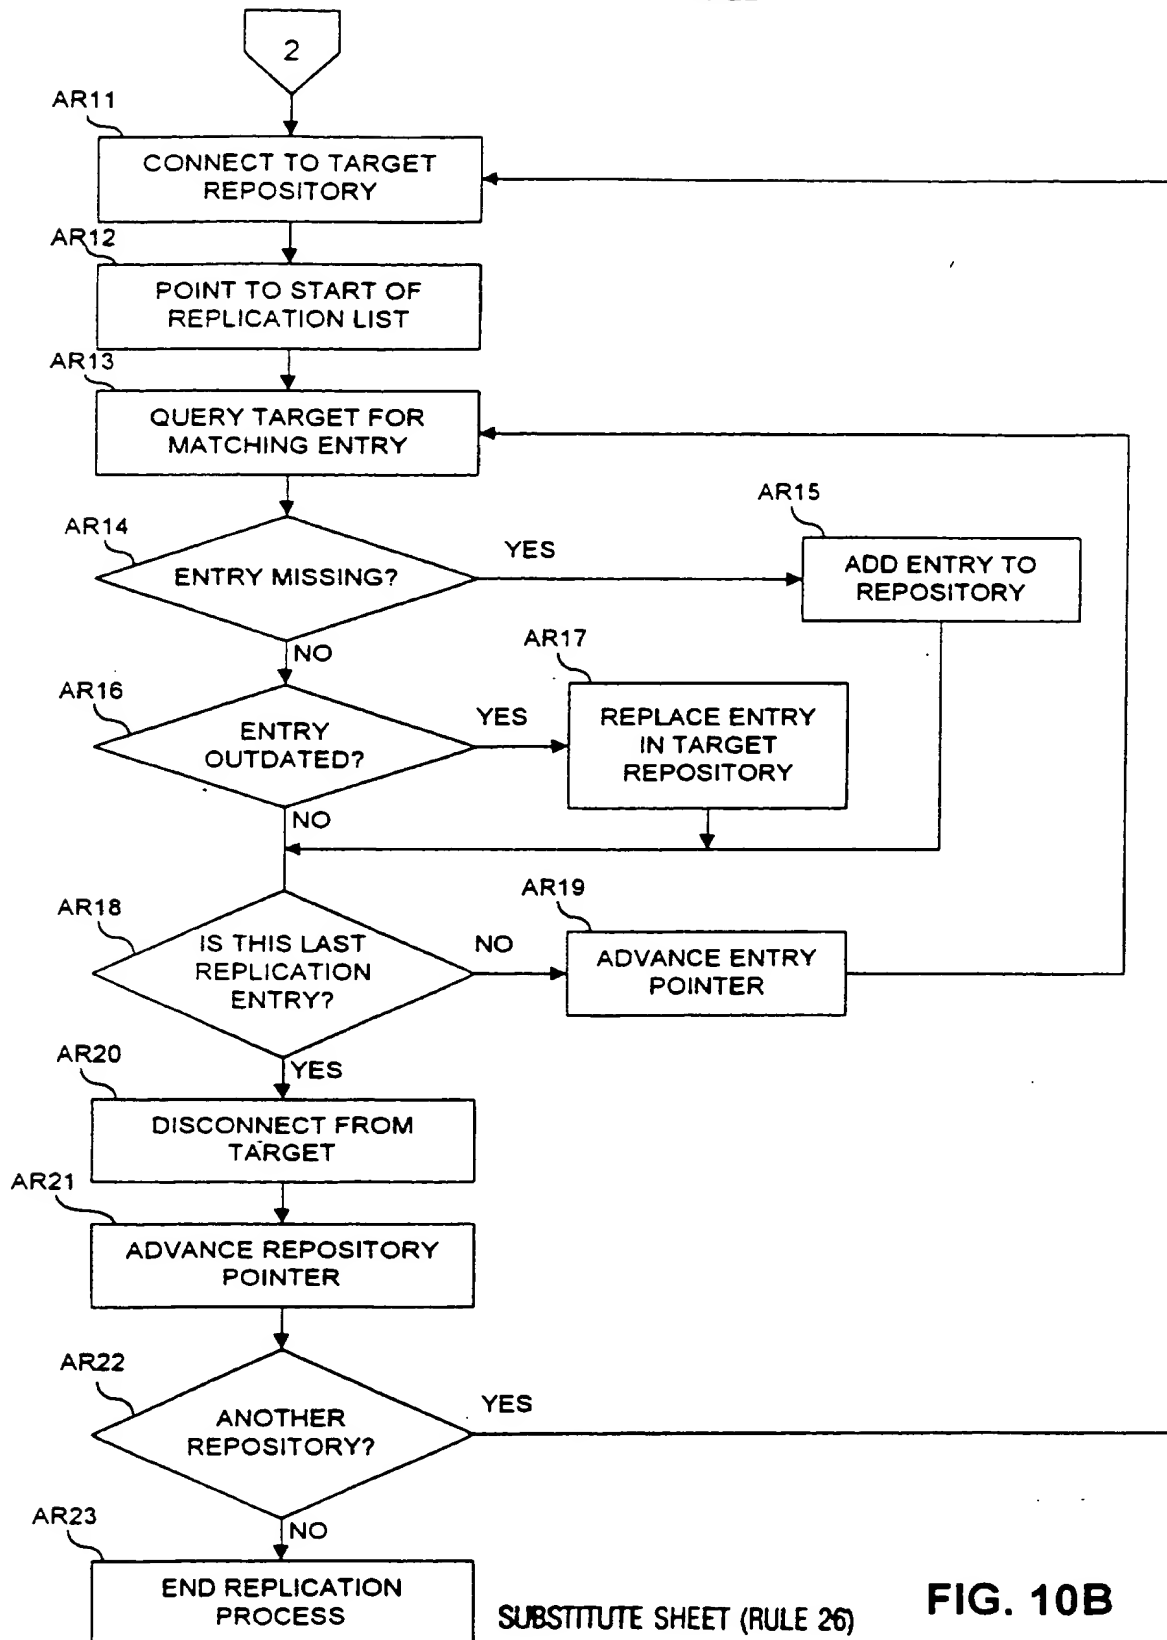 2
AR11
CONNECT TO TARGET
REPOSITORY
AR12
POINT TO START OF
REPLICATION LIST
AR13
QUERY TARGET FOR
MATCHING ENTRY
AR14
ENTRY MISSING?
YES
AR15
ADD ENTRY TO
REPOSITORY
NO
AR16
ENTRY
OUTDATED?
YES
AR17
REPLACE ENTRY
IN TARGET
REPOSITORY
NO
AR18
IS THIS LAST
REPLICATION
ENTRY?
NO
AR19
ADVANCE ENTRY
POINTER
YES
AR20
DISCONNECT FROM
TARGET
AR21
ADVANCE REPOSITORY
POINTER
AR22
ANOTHER
REPOSITORY?
YES
NO
AR23
END REPLICATION
PROCESS
SUBSTITUTE SHEET (RULE 26)
FIG. 10B